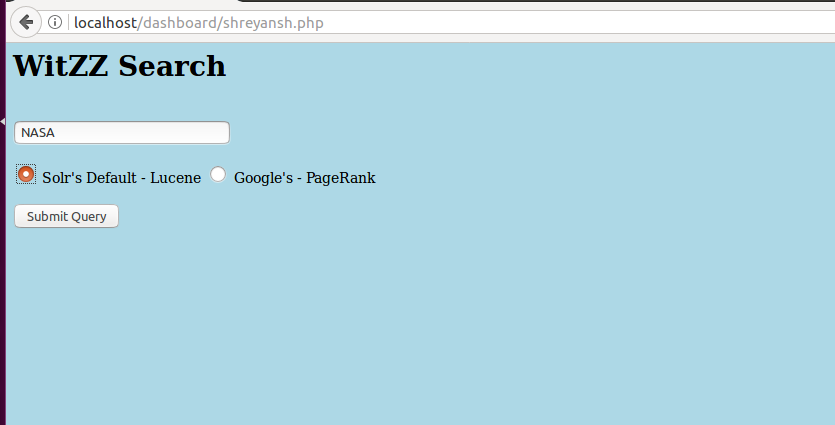 localhost/dashboard/shreyansh.php
WitZZ Search
NASA
Solr's Default - Lucene Google's - PageRank
Submit Query